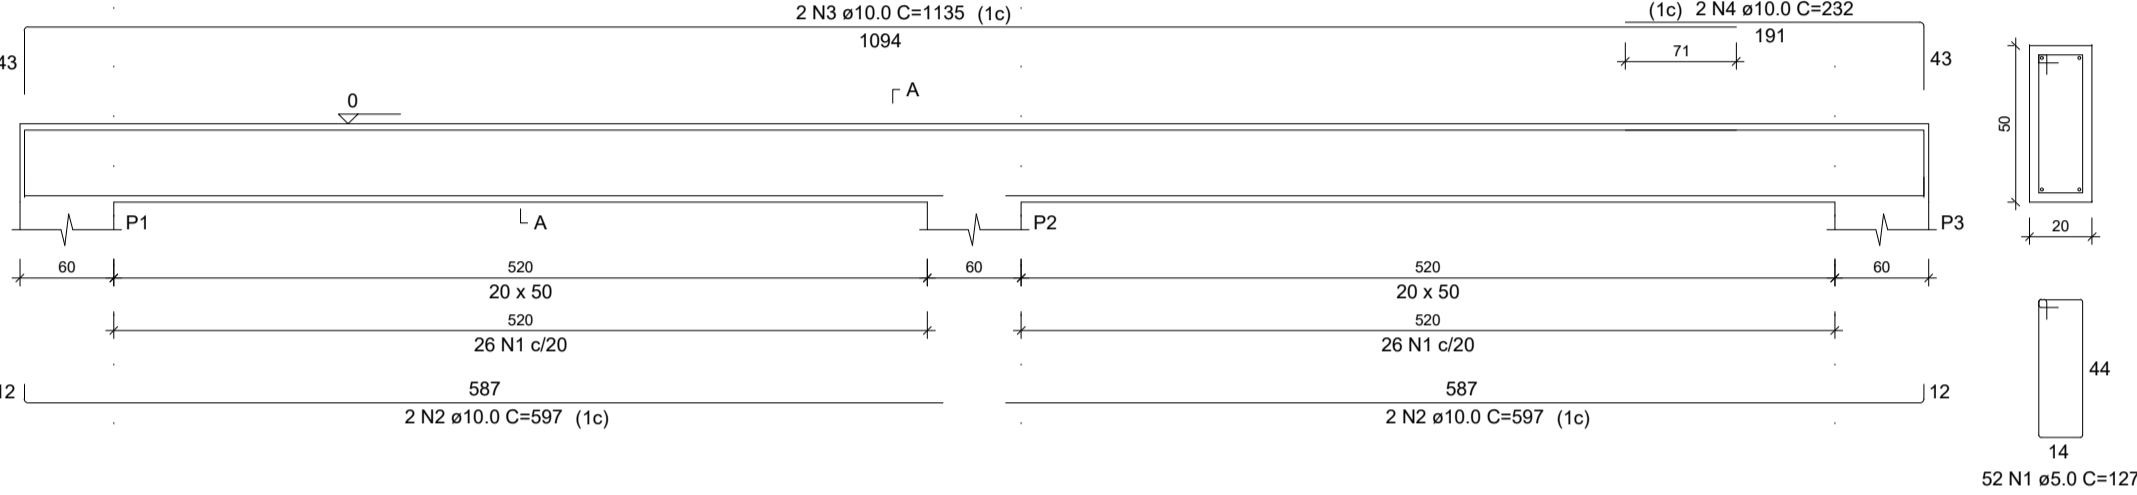 2 N3 ø10.0 C=1135 (1c)
(1c) 2 N4 ø10.0 C=232
1094
191
71
43
43
A
0
50
A
P1
P2
P3
20
60
520
60
520
60
20 x 50
20 x 50
520
520
26 N1 c/20
26 N1 c/20
44
12
587
587
12
2 N2 ø10.0 C=597 (1c)
2 N2 ø10.0 C=597 (1c)
14
52 N1 ø5.0 C=127